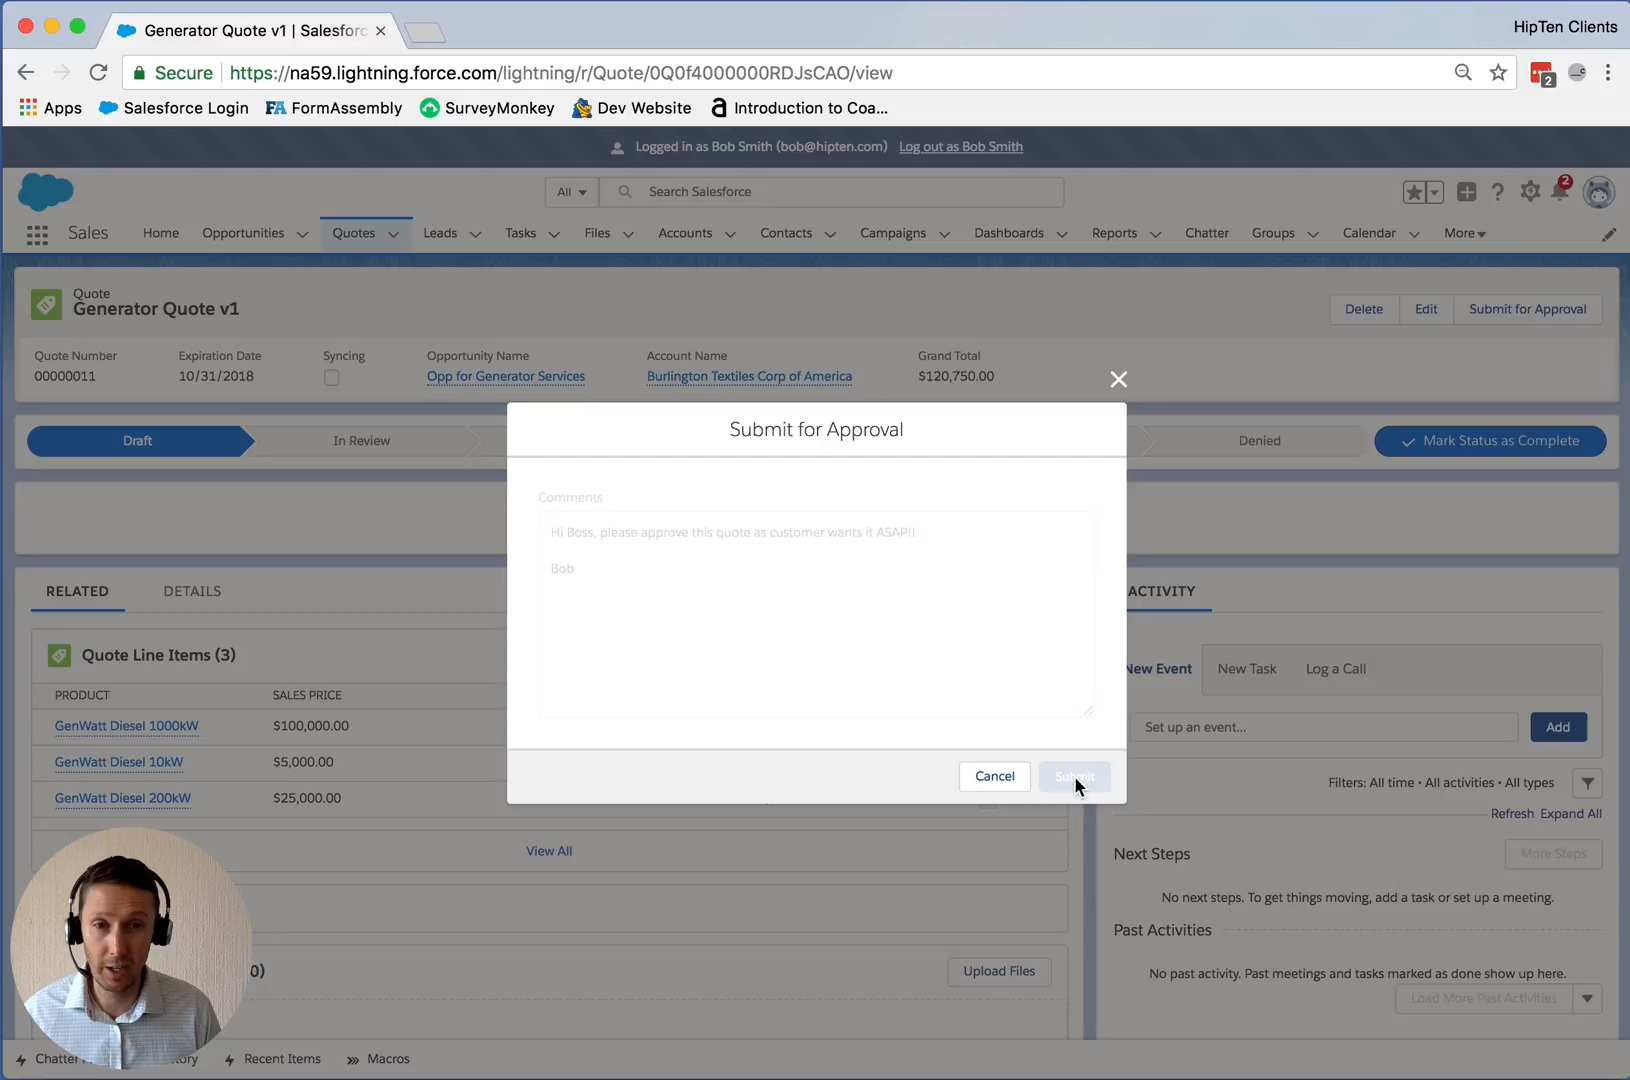 Generator Quote v1 | Salesforc
HipTen Clients
Secure
https://na59.lightning.force.com/lightning/r/Quote/0Q0f4000000RDJsCAO/view
2
Apps
Salesforce Login
FA FormAssembly
SurveyMonkey
Dev Website
a Introduction to Coa...
Logged in as Bob Smith (bob@hipten.com) Log out as Bob Smith
All
Search Salesforce
2
Sales
Home
Opportunities
Quotes
Leads
Tasks
Files
Accounts
Contacts
Campaigns
Dashboards
Reports
Chatter
Groups
Calendar
More
Quote
Generator Quote v1
Delete
Edit
Submit for Approval
Quote Number
00000011
Expiration Date
10/31/2018
Syncing
Opportunity Name
Opp for Generator Services
Account Name
Burlington Textiles Corp of America
Grand Total
$120,750.00
Draft
In Review
Denied
Mark Status as Complete
Submit for Approval
Comments
Hi Boss, please approve this quote as customer wants it ASAP!!
Bob
Cancel
Submit
RELATED
DETAILS
Quote Line Items (3)
PRODUCT
SALES PRICE
GenWatt Diesel 1000kW
$100,000.00
GenWatt Diesel 10kW
$5,000.00
GenWatt Diesel 200kW
$25,000.00
View All
0)
Upload Files
ACTIVITY
New Event
New Task
Log a Call
Set up an event...
Add
Filters: All time • All activities • All types
Refresh Expand All
Next Steps
More Steps
No next steps. To get things moving, add a task or set up a meeting.
Past Activities
No past activity. Past meetings and tasks marked as done show up here.
Load More Past Activities
Chatter
ory
Recent Items
Macros